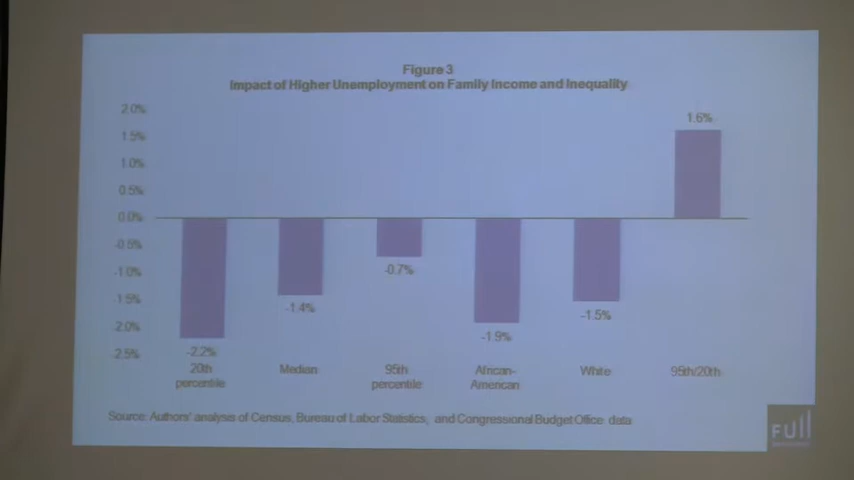 Figure 3
Impact of Higher Unemployment on Family Income and Inequality
2.0%
1.5%
1.0%
0.5%
0.0%
-0.5%
-1.0%
-1.5%
-2.0%
-2.5%
-2.2%
-1.4%
-0.7%
-1.9%
-1.5%
1.6%
20th
percentile
Median
95th
percentile
African-
American
White
95th/20th
Source: Authors' analysis of Census, Bureau of Labor Statistics, and Congressional Budget Office data
Full